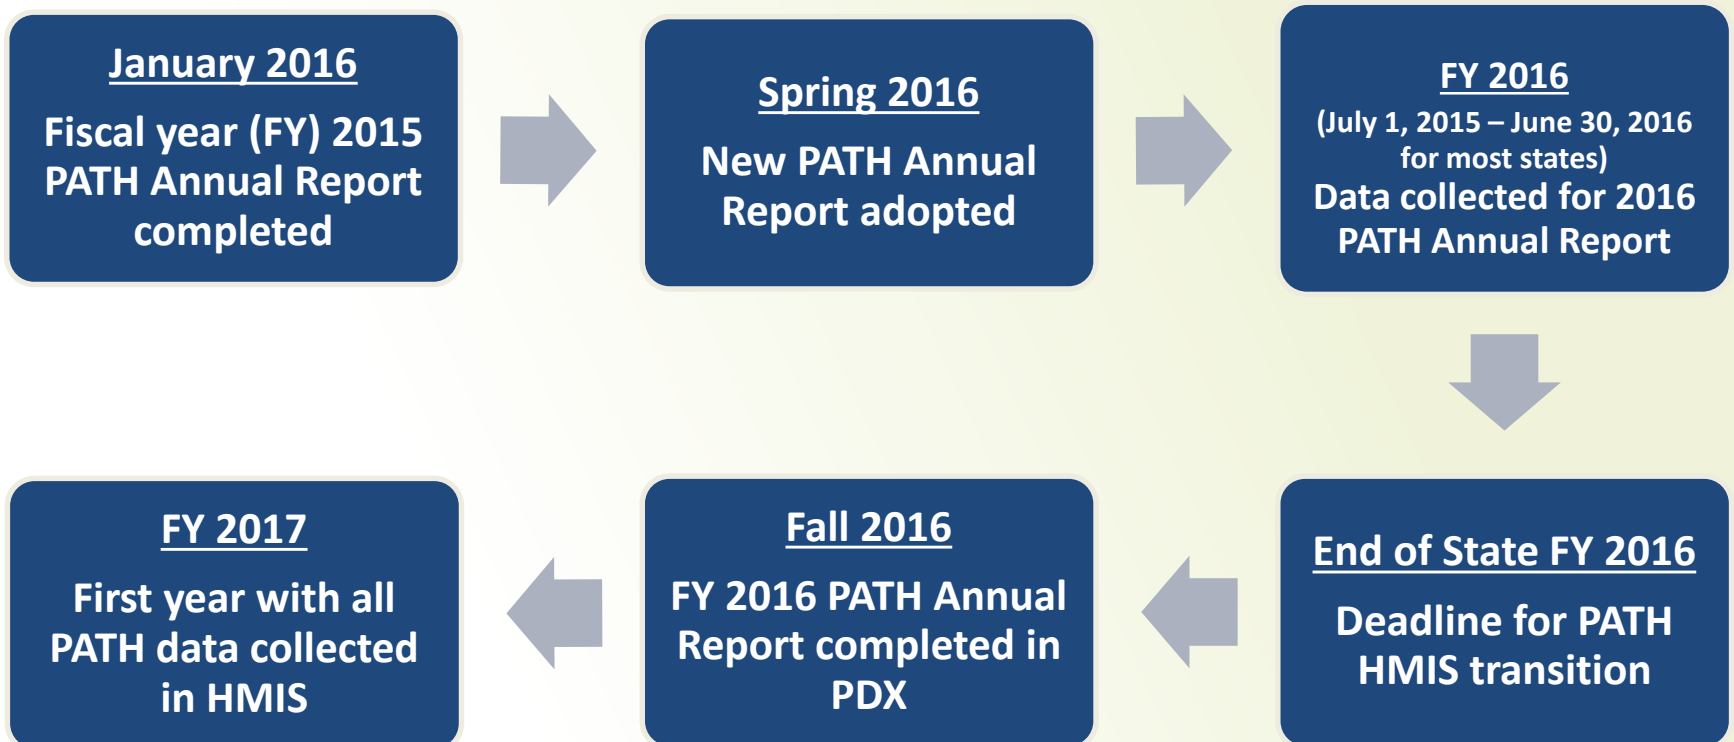 January 2016
Fiscal year (FY) 2015
PATH Annual Report
completed
Spring 2016
New PATH Annual
Report adopted
FY 2016
(July 1, 2015 – June 30, 2016
for most states)
Data collected for 2016
PATH Annual Report
End of State FY 2016
Deadline for PATH
HMIS transition
Fall 2016
FY 2016 PATH Annual
Report completed in
PDX
FY 2017
First year with all
PATH data collected
in HMIS